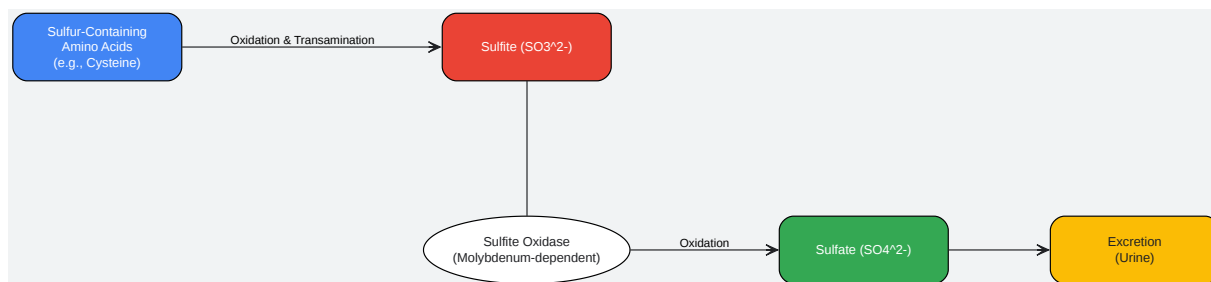 Sulfur-Containing
Amino Acids
(e.g., Cysteine)
Oxidation & Transamination
Sulfite (SO3^2-)
Sulfite Oxidase
(Molybdenum-dependent)
Oxidation
Sulfate (SO4^2-)
Excretion
(Urine)